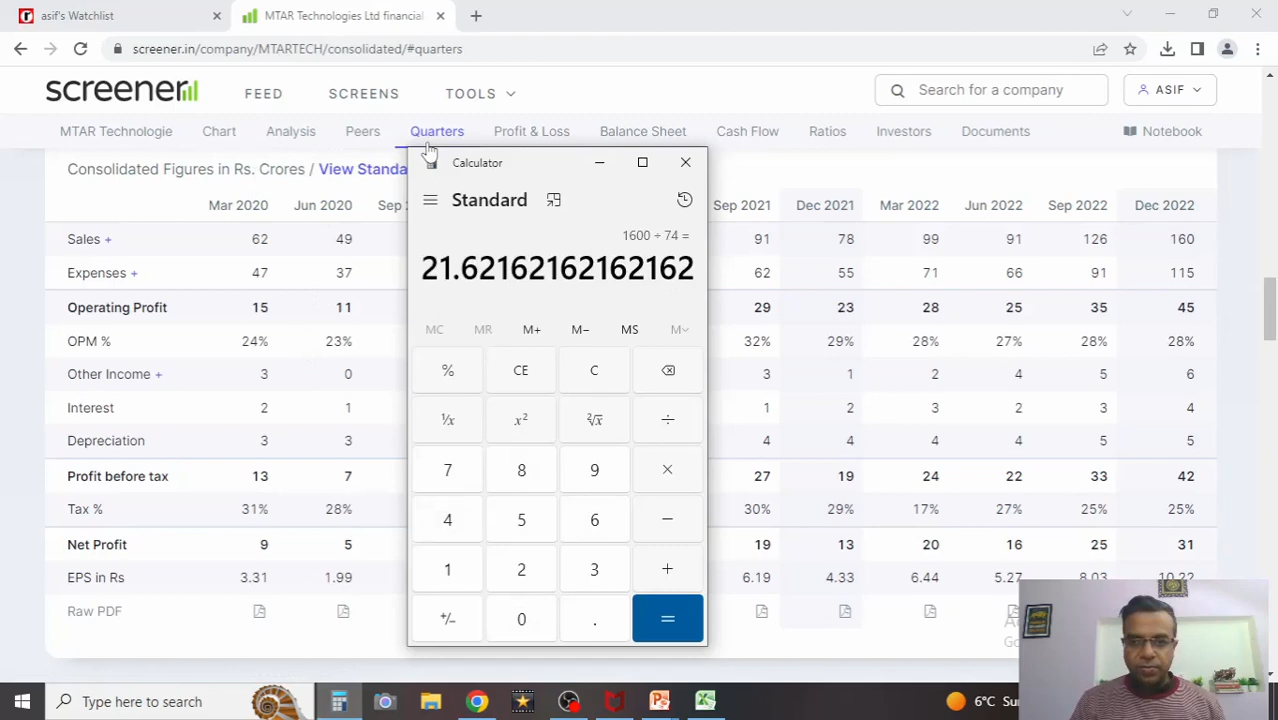 asif's Watchlist
MTAR Technologies Ltd financial
screener.in/company/MTARTECH/consolidated/#quarters
screener FEED SCREENS TOOLS Search for a company ASIF
MTAR Technologie Chart Analysis Peers Quarters Profit & Loss Balance Sheet Cash Flow Ratios Investors Documents Notebook
Consolidated Figures in Rs. Crores / View Standa
Mar 2020 Jun 2020 Sep Sep 2021 Dec 2021 Mar 2022 Jun 2022 Sep 2022 Dec 2022
Sales + 62 49 91 78 99 91 126 160
Expenses + 47 37 62 55 71 66 91 115
Operating Profit 15 11 29 23 28 25 35 45
OPM % 24% 23% 32% 29% 28% 27% 28% 28%
Other Income + 3 0 3 1 2 4 5 6
Interest 2 1 1 2 3 2 3 4
Depreciation 3 3 4 4 4 4 5 5
Profit before tax 13 7 27 19 24 22 33 42
Tax % 31% 28% 30% 29% 17% 27% 25% 25%
Net Profit 9 5 19 13 20 16 25 31
EPS in Rs 3.31 1.99 6.19 4.33 6.44 5.27 8.03 10.22
Raw PDF
Calculator
Standard
1600 ÷ 74 =
21.62162162162162
MC MR M+ M− MS M
% CE C
⅟x x² ²√x ÷
7 8 9 ×
4 5 6 −
1 2 3 +
+/− 0 . =
Type here to search
6°C Sun